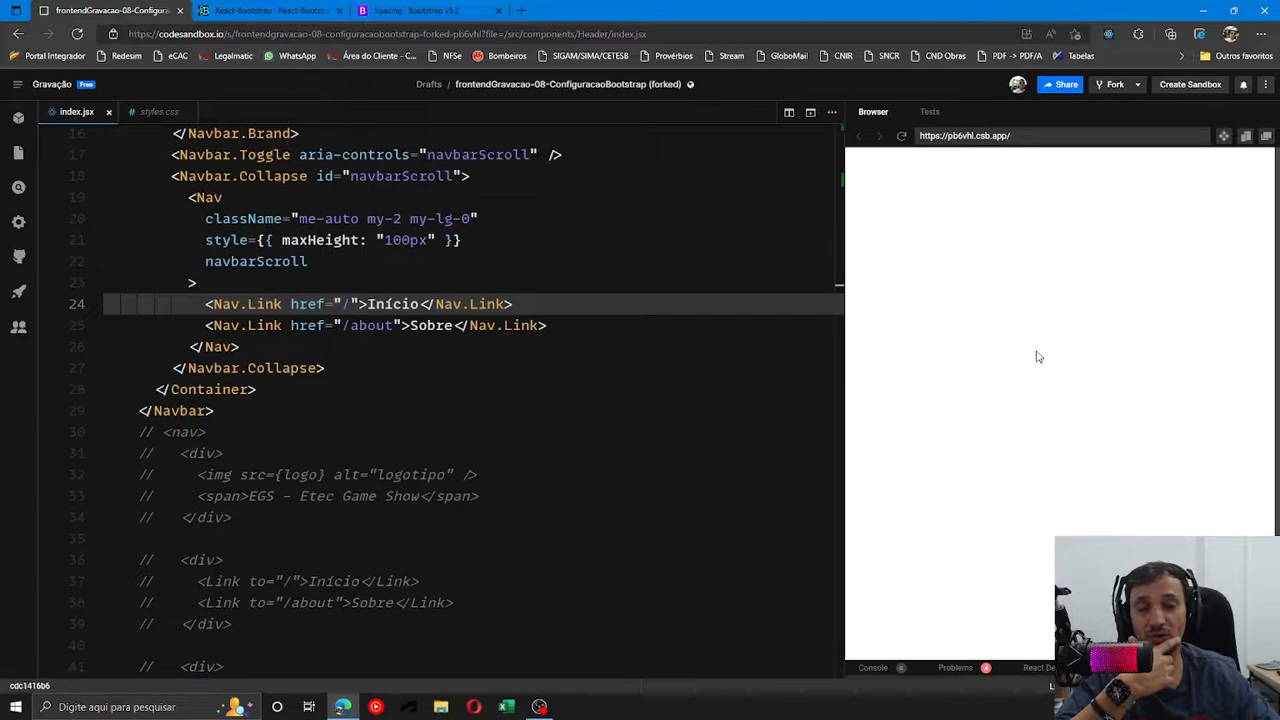 frontendGravacao-08-Configurac
React-Bootstrap · React-Bootstra
Spacing · Bootstrap v5.2
https://codesandbox.io/s/frontendgravacao-08-configuracaobootstrap-forked-pb6vhl?file=/src/components/Header/index.jsx
Portal Integrador
Redesim
eCAC
Legaliz
WhatsApp
Área do Cliente - C...
NFSe
Bombeiros
SIGAM/SIMA/CETESB
Provérbios
Stream
GloboMail
CNIR
SNCR
CND Obras
PDF -> PDF/A
Outros favoritos
Gravação Free
Drafts / frontendGravacao-08-ConfiguracaoBootstrap (forked)
Share
Fork
Create Sandbox
index.jsx
styles.css
Browser
Tests
https://pb6vhl.csb.app/
16 </Navbar.Brand>
17 <Navbar.Toggle aria-controls="navbarScroll" />
18 <Navbar.Collapse id="navbarScroll">
19 <Nav
20 className="me-auto my-2 my-lg-0"
21 style={{ maxHeight: "100px" }}
22 navbarScroll
23 >
24 <Nav.Link href="/">Início</Nav.Link>
25 <Nav.Link href="/about">Sobre</Nav.Link>
26 </Nav>
27 </Navbar.Collapse>
28 </Container>
29 </Navbar>
30 // <nav>
31 // <div>
32 // <img src={logo} alt="logotipo" />
33 // <span>EGS - Etec Game Show</span>
34 // </div>
35
36 // <div>
37 // <Link to="/">Início</Link>
38 // <Link to="/about">Sobre</Link>
39 // </div>
40
41 // <div>
Console 6
Problems 4
React De
cdc1416b6
Digite aqui para pesquisar